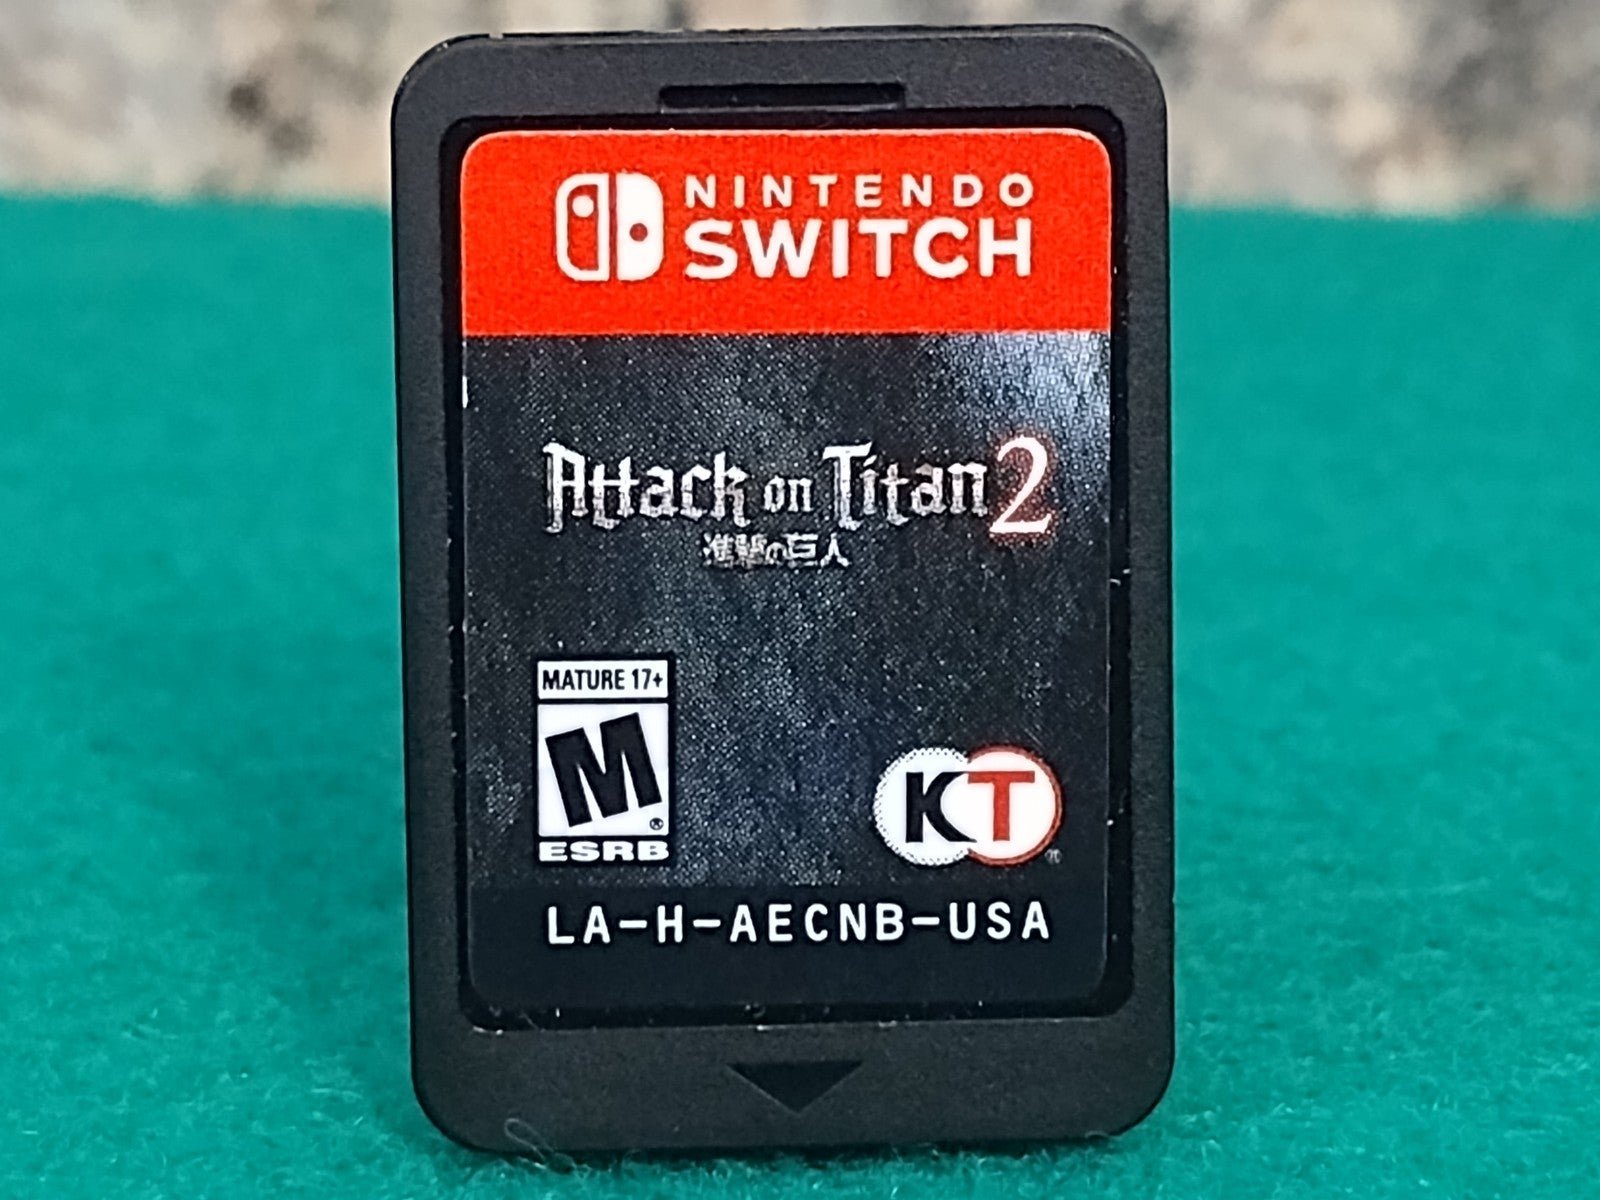 NINTENDO
SWITCH
Attack on Titan 2
進撃の巨人
MATURE 17+
M®
ESRB
KT®
LA-H-AECNB-USA